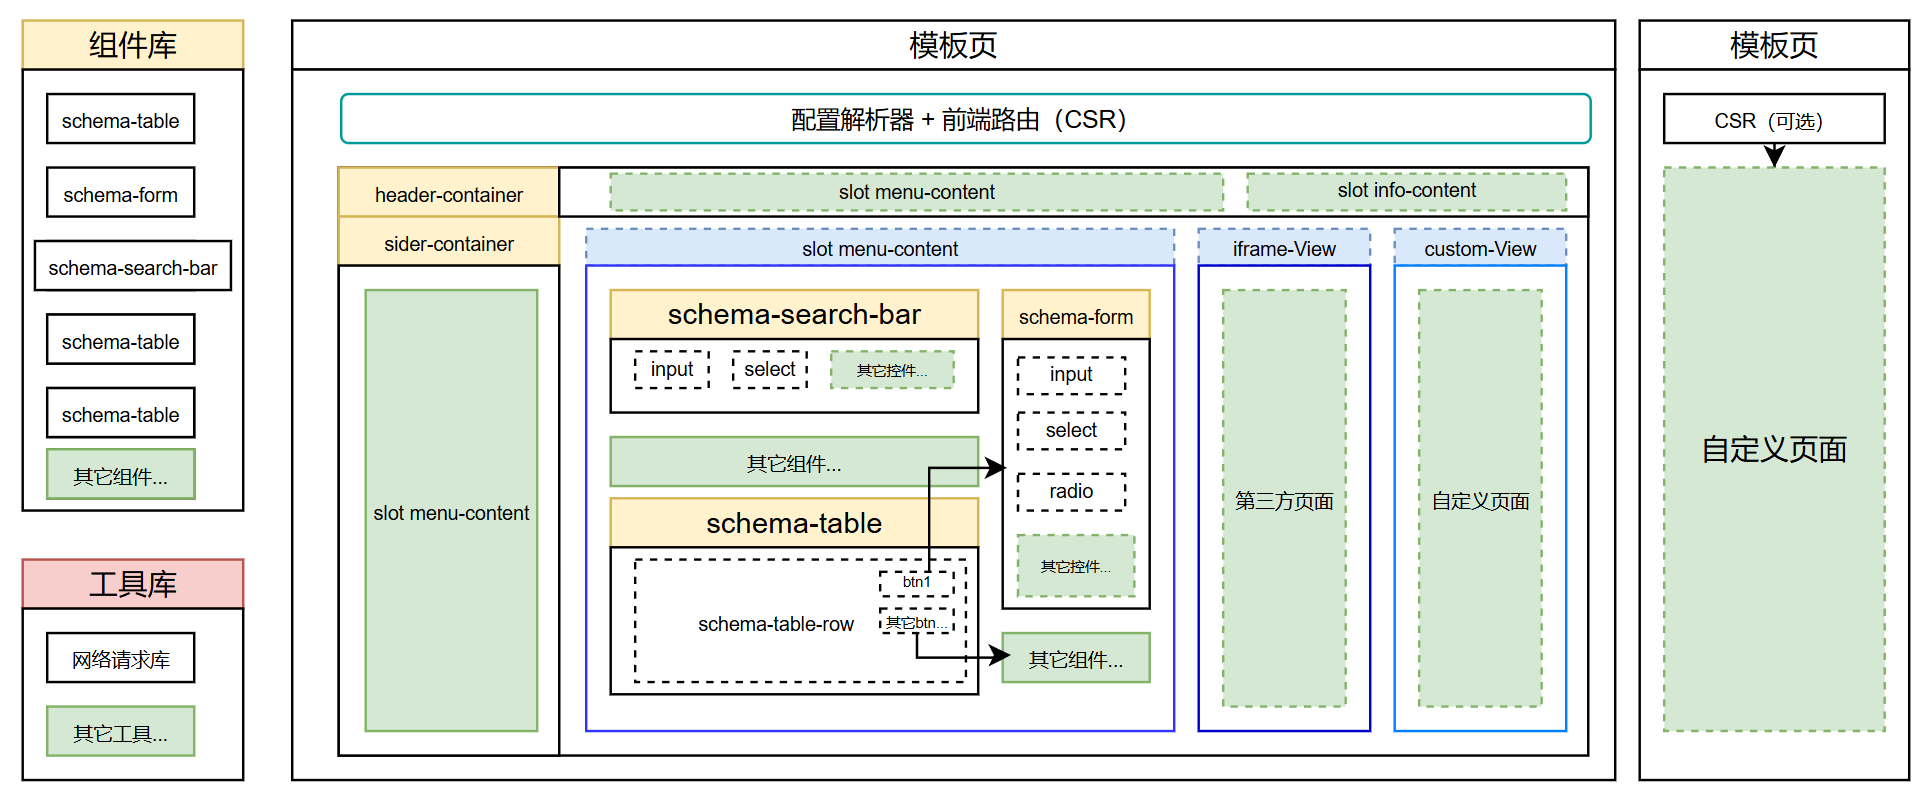 组件库
schema-table
schema-form
schema-search-bar
schema-table
schema-table
其它组件...
工具库
网络请求库
其它工具...
模板页
配置解析器 + 前端路由（CSR）
header-container
slot menu-content
slot info-content
sider-container
slot menu-content
slot menu-content
schema-search-bar
input
select
其它控件...
其它组件...
schema-table
schema-table-row
btn1
其它btn...
schema-form
input
select
radio
其它控件...
其它组件...
iframe-View
第三方页面
custom-View
自定义页面
模板页
CSR（可选）
自定义页面